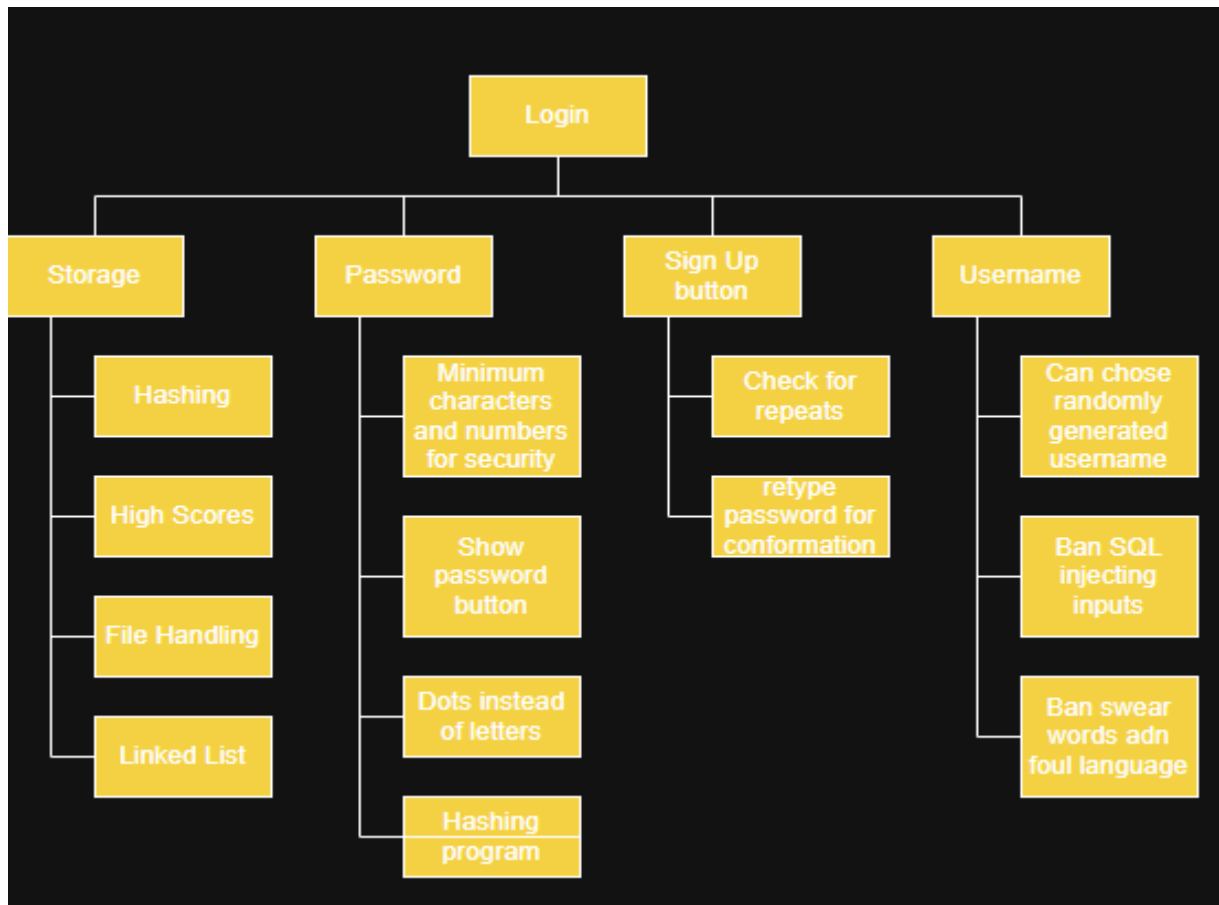 Login
Storage
Password
Sign Up
button
Username
Hashing
High Scores
File Handling
Linked List
Minimum
characters
and numbers
for security
Show
password
button
Dots instead
of letters
Hashing
program
Check for
repeats
retype
password for
conformation
Can chose
randomly
generated
username
Ban SQL
injecting
inputs
Ban swear
words adn
foul language